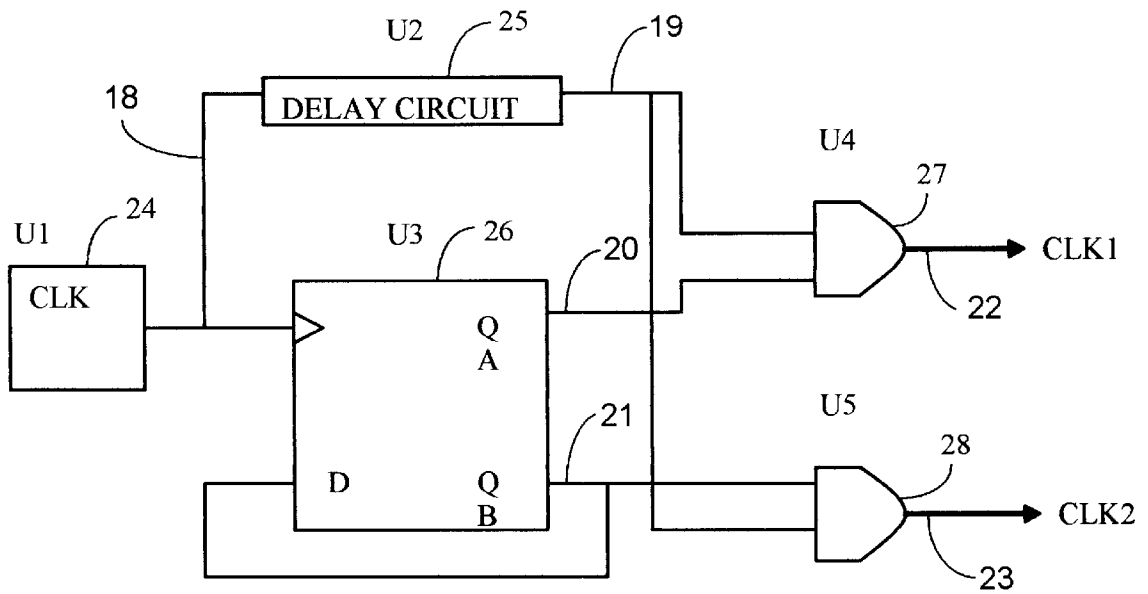 U2
25
19
18
DELAY CIRCUIT
U4
27
24
U1
U3
26
20
CLK1
CLK
22
Q
A
21
U5
28
D
Q
B
CLK2
23